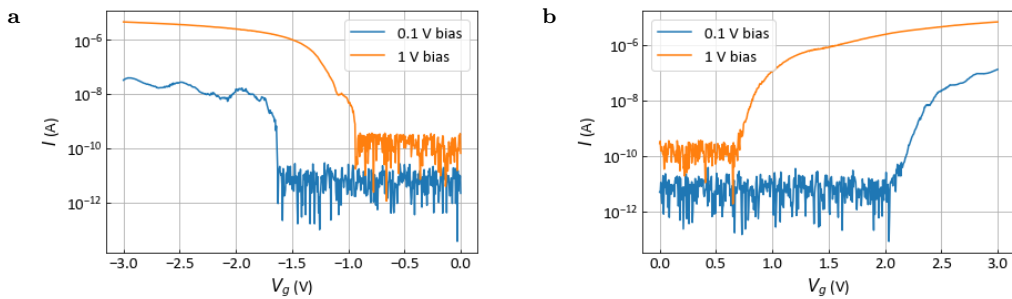 a
I (A)
10⁻⁶
10⁻⁸
10⁻¹⁰
10⁻¹²
0.1 V bias
1 V bias
−3.0 −2.5 −2.0 −1.5 −1.0 −0.5 0.0
V_g (V)
b
I (A)
10⁻⁶
10⁻⁸
10⁻¹⁰
10⁻¹²
0.1 V bias
1 V bias
0.0 0.5 1.0 1.5 2.0 2.5 3.0
V_g (V)